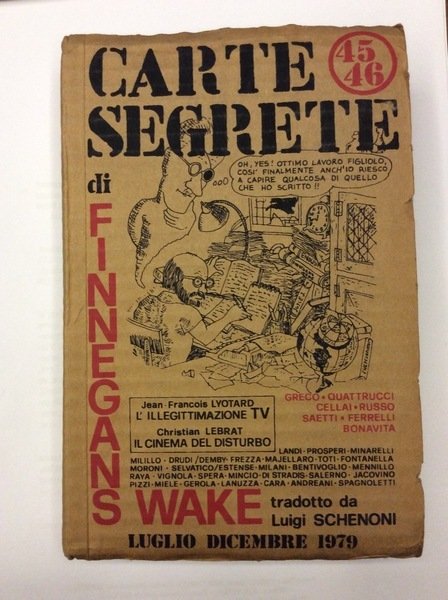 CARTE
45
46
SEGRETE
di
FINNEGANS
OH, YES! OTTIMO LAVORO FIGLIOLO,
COSI' FINALMENTE ANCH'IO RIESCO
A CAPIRE QUALCOSA DI QUELLO
CHE HO SCRITTO!!
GRECO • QUATTRUCCI
CELLAI • RUSSO
SAETTI • FERRELLI
BONAVITA
Jean-Francois LYOTARD
L' ILLEGITTIMAZIONE TV
Christian LEBRAT
IL CINEMA DEL DISTURBO
LANDI • PROSPERI • MINARELLI
MILILLO • DRUDI /DEMBY • FREZZA • MAJELLARO • TOTI • FONTANELLA
MORONI • SELVATICO/ESTENSE • MILANI • BENTIVOGLIO • MENNILLO
RAYA • VIGNOLA • SPERA • MINCIO • DI STRADIS • SALERNO • JACOVINO
PIZZI • MIELE • GEROLA • LANUZZA • CARA • ANDREANI • SPAGNOLETTI
WAKE tradotto da
Luigi SCHENONI
LUGLIO DICEMBRE 1979